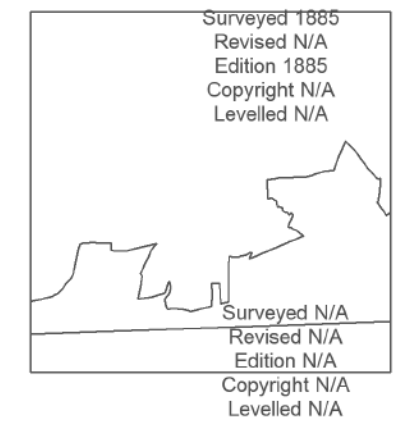 Surveyed 1885
Revised N/A
Edition 1885
Copyright N/A
Levelled N/A
Surveyed N/A
Revised N/A
Edition N/A
Copyright N/A
Levelled N/A